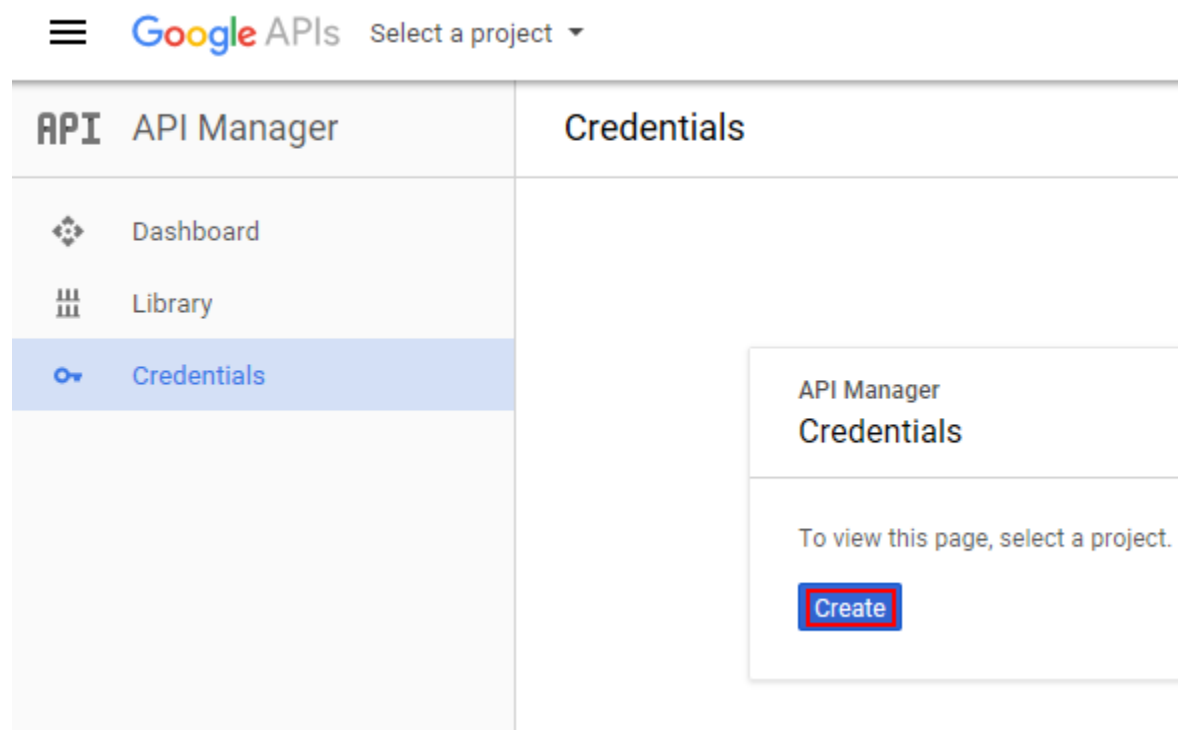 Google APIs Select a project
API API Manager
Credentials
Dashboard
Library
Credentials
API Manager
Credentials
To view this page, select a project.
Create